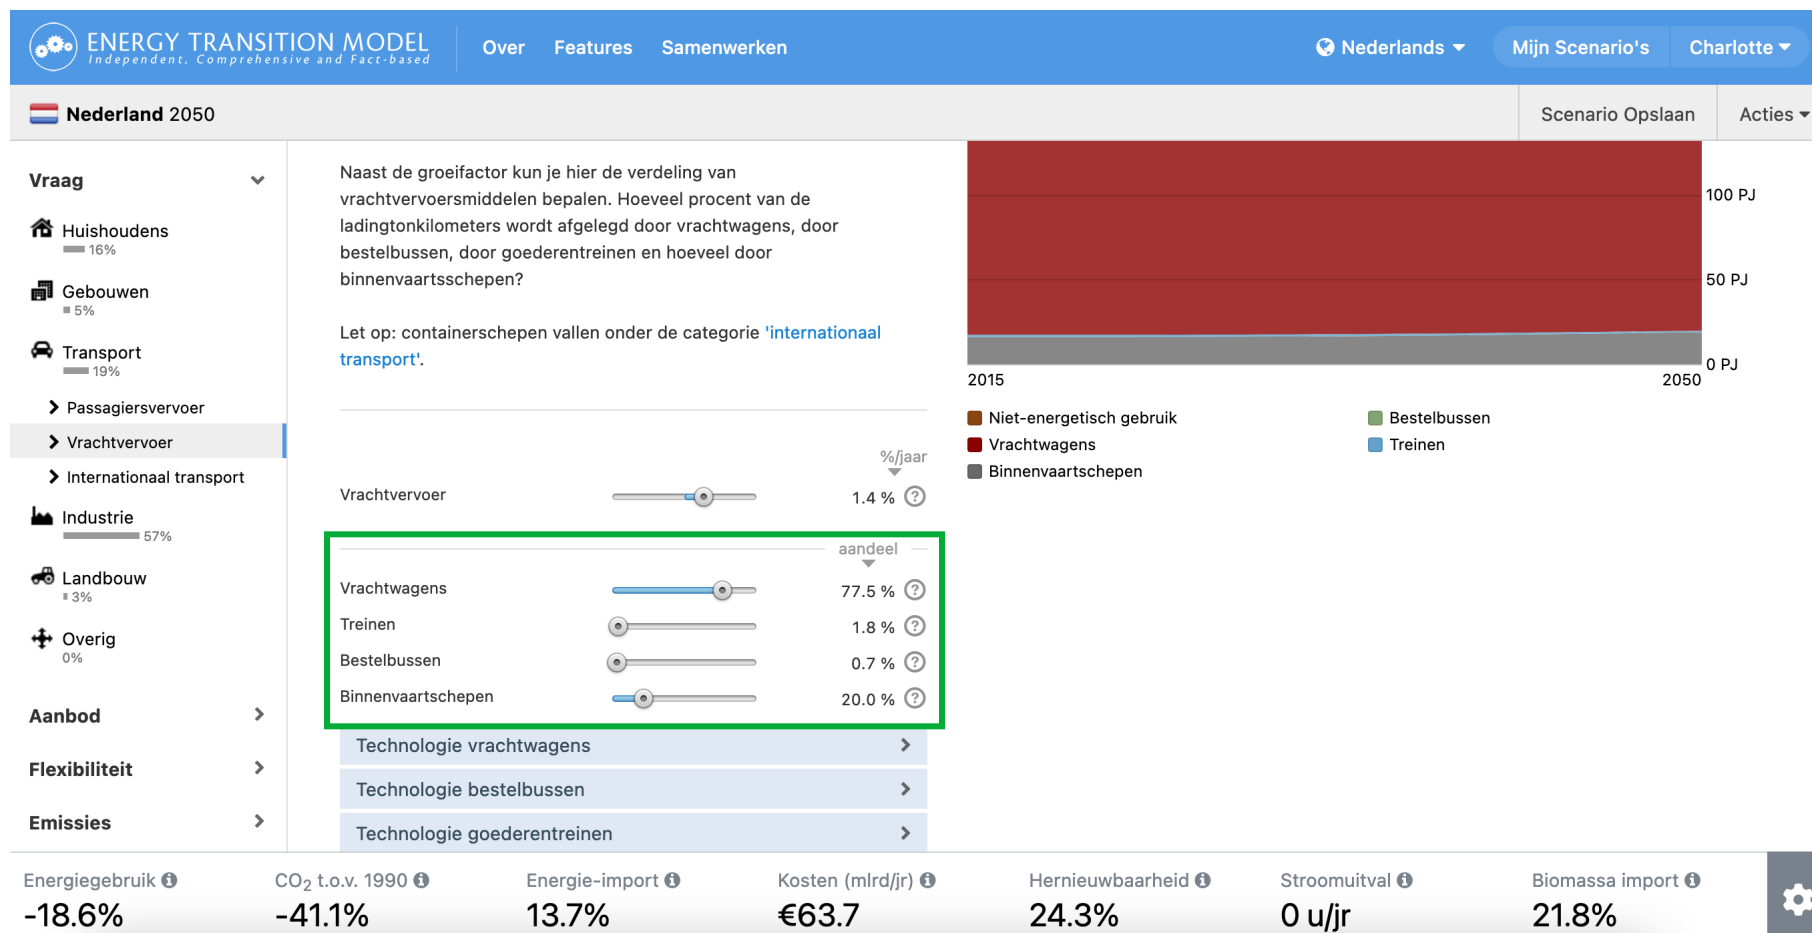 ENERGY TRANSITION MODEL
Independent, Comprehensive and Fact-based
Over
Features
Samenwerken
Nederlands
Mijn Scenario's
Charlotte
Nederland 2050
Scenario Opslaan
Acties
Vraag
Huishoudens
16%
Gebouwen
5%
Transport
19%
Passagiersvervoer
Vrachtvervoer
Internationaal transport
Industrie
57%
Landbouw
3%
Overig
0%
Aanbod
Flexibiliteit
Emissies
Naast de groeifactor kun je hier de verdeling van
vrachtvervoersmiddelen bepalen. Hoeveel procent van de
ladingtonkilometers wordt afgelegd door vrachtwagens, door
bestelbussen, door goederentreinen en hoeveel door
binnenvaartsschepen?
Let op: containerschepen vallen onder de categorie 'internationaal
transport'.
%/jaar
Vrachtvervoer 1.4 % ?
aandeel
Vrachtwagens 77.5 % ?
Treinen 1.8 % ?
Bestelbussen 0.7 % ?
Binnenvaartschepen 20.0 % ?
Technologie vrachtwagens
Technologie bestelbussen
Technologie goederentreinen
100 PJ
50 PJ
0 PJ
2015 2050
Niet-energetisch gebruik
Vrachtwagens
Binnenvaartschepen
Bestelbussen
Treinen
Energiegebruik
-18.6%
CO2 t.o.v. 1990
-41.1%
Energie-import
13.7%
Kosten (mlrd/jr)
€63.7
Hernieuwbaarheid
24.3%
Stroomuitval
0 u/jr
Biomassa import
21.8%